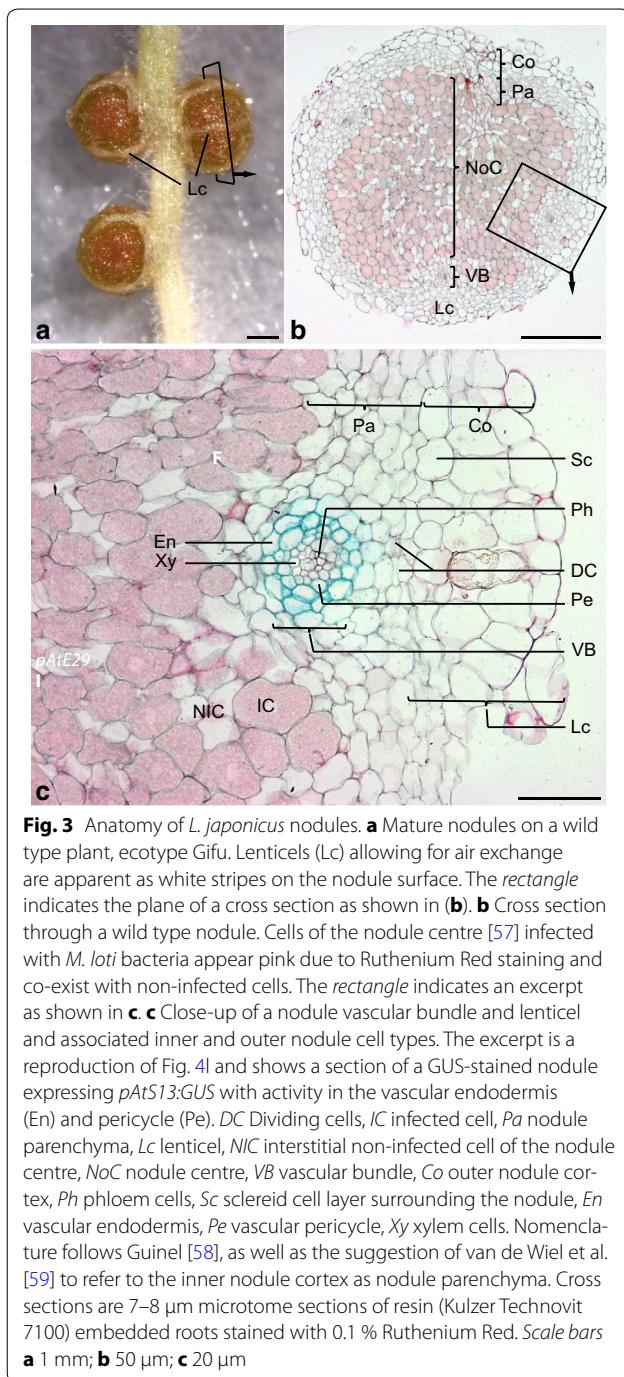 Lc
a
Co
Pa
NoC
VB
Lc
b
Pa
Co
F
Sc
Ph
En
Xy
DC
Pe
VB
pAtE29
I
NIC
IC
Lc
c
Fig. 3 Anatomy of L. japonicus nodules. a Mature nodules on a wild
type plant, ecotype Gifu. Lenticels (Lc) allowing for air exchange
are apparent as white stripes on the nodule surface. The rectangle
indicates the plane of a cross section as shown in (b). b Cross section
through a wild type nodule. Cells of the nodule centre [57] infected
with M. loti bacteria appear pink due to Ruthenium Red staining and
co-exist with non-infected cells. The rectangle indicates an excerpt
as shown in c. c Close-up of a nodule vascular bundle and lenticel
and associated inner and outer nodule cell types. The excerpt is a
reproduction of Fig. 4l and shows a section of a GUS-stained nodule
expressing pAtS13:GUS with activity in the vascular endodermis
(En) and pericycle (Pe). DC Dividing cells, IC infected cell, Pa nodule
parenchyma, Lc lenticel, NIC interstitial non-infected cell of the nodule
centre, NoC nodule centre, VB vascular bundle, Co outer nodule cor-
tex, Ph phloem cells, Sc sclereid cell layer surrounding the nodule, En
vascular endodermis, Pe vascular pericycle, Xy xylem cells. Nomencla-
ture follows Guinel [58], as well as the suggestion of van de Wiel et al.
[59] to refer to the inner nodule cortex as nodule parenchyma. Cross
sections are 7–8 µm microtome sections of resin (Kulzer Technovit
7100) embedded roots stained with 0.1 % Ruthenium Red. Scale bars
a 1 mm; b 50 µm; c 20 µm